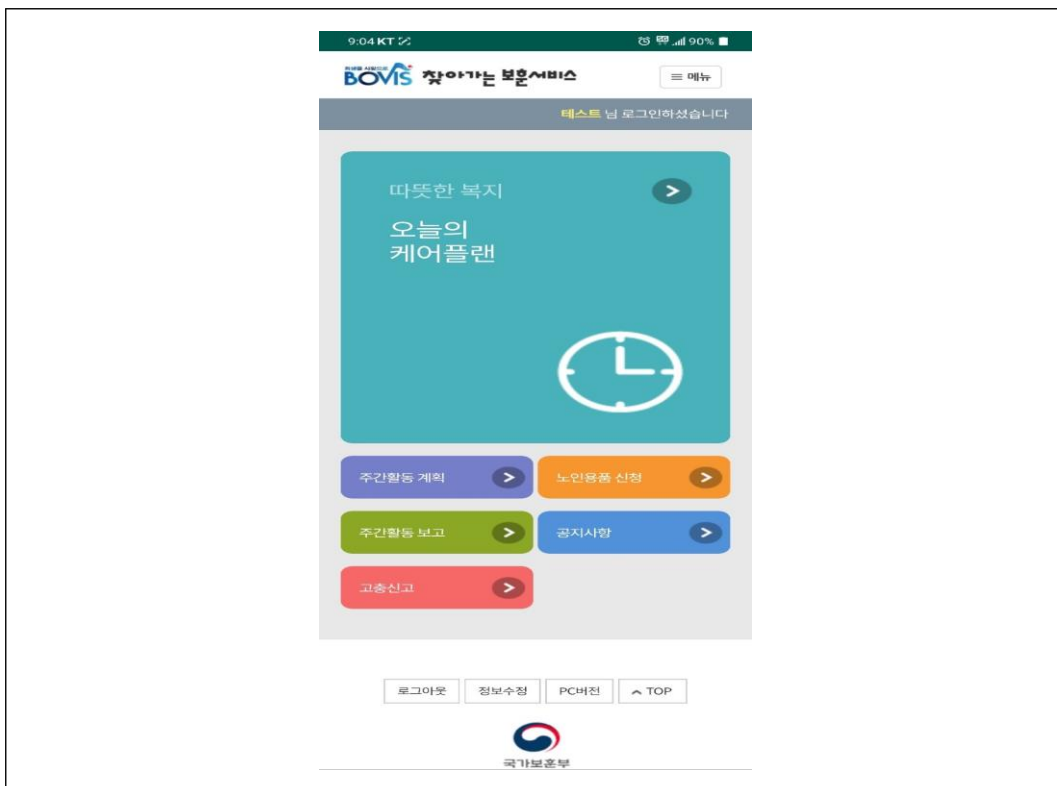 9:04 KT
90%
BOVIS 찾아가는 보훈서비스
메뉴
테스트 님 로그인하셨습니다
따뜻한 복지
오늘의
케어플랜
주간활동 계획
노인용품 신청
주간활동 보고
공지사항
고충신고
로그아웃 정보수정 PC버전 TOP
국가보훈부